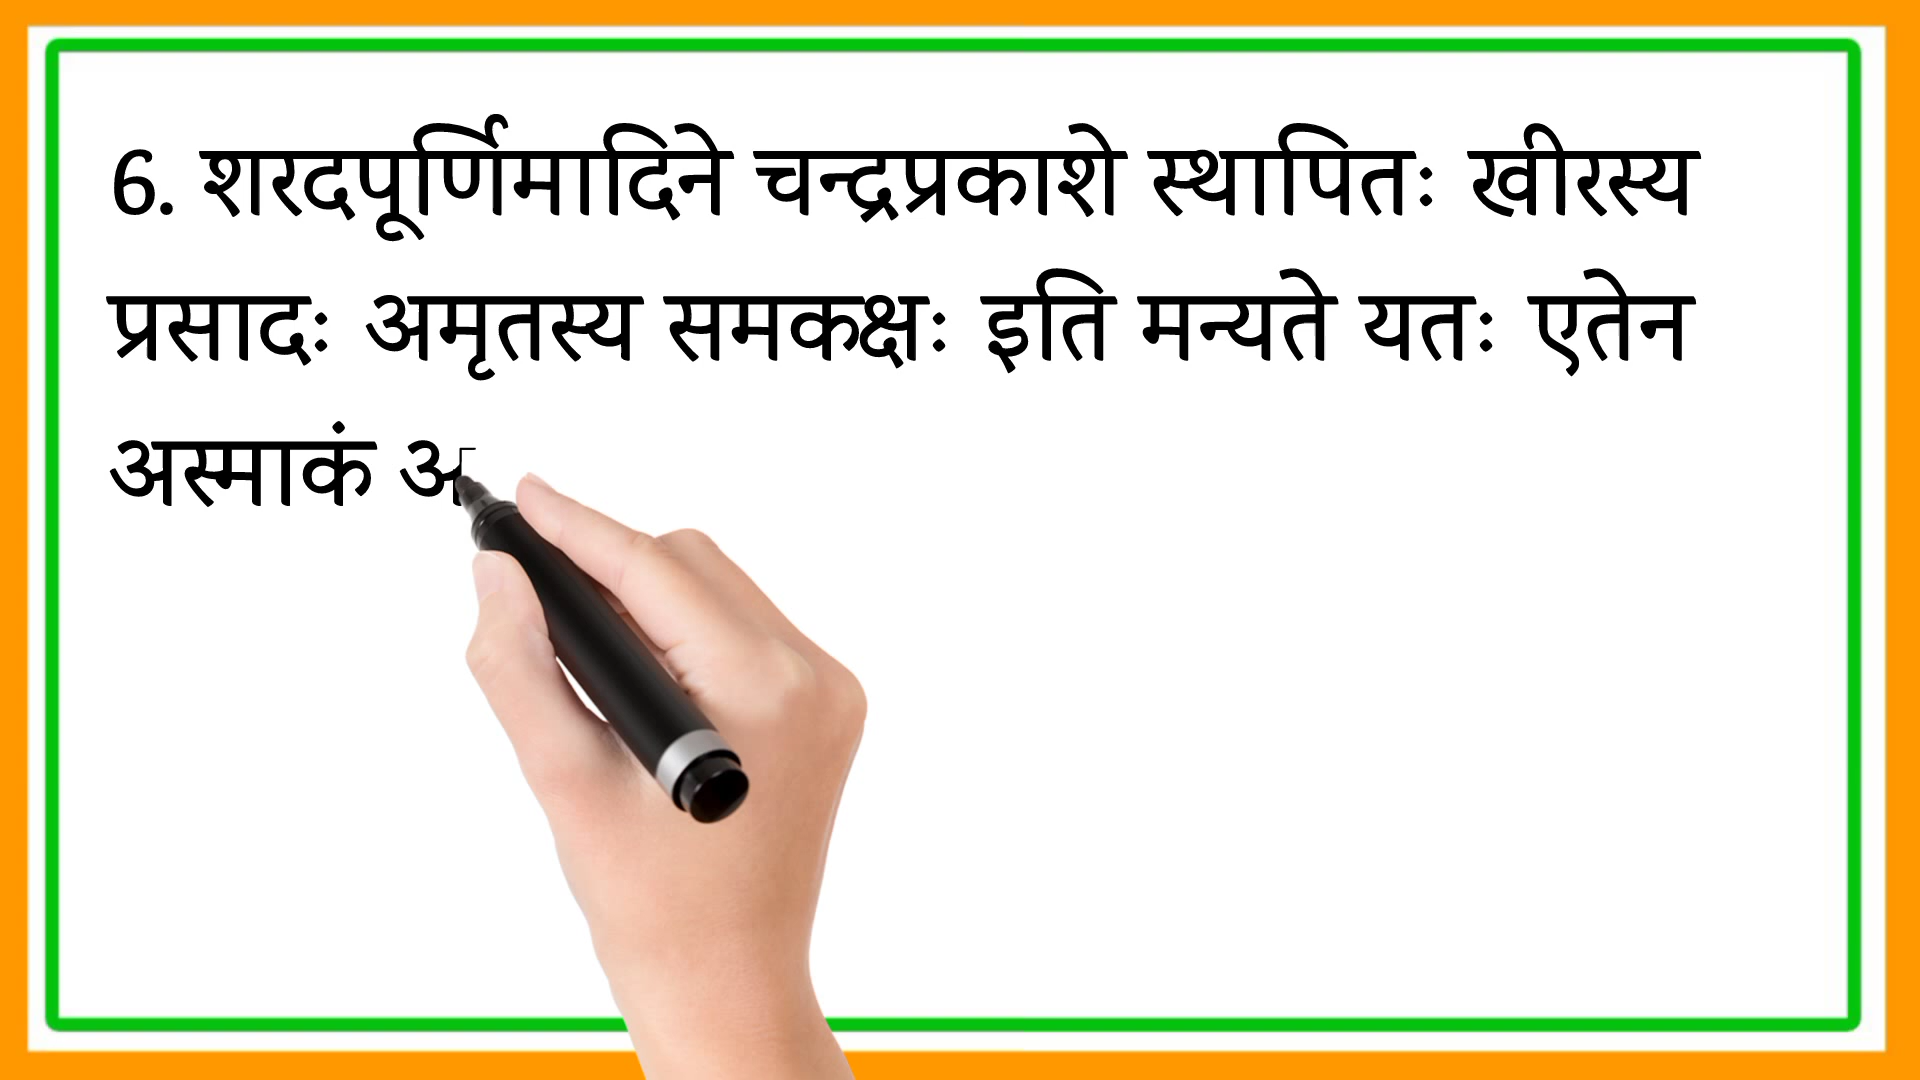 6. शरदपूर्णिमादिने चन्द्रप्रकाशे स्थापितः खीरस्य
प्रसादः अमृतस्य समकक्षः इति मन्यते यतः एतेन
अस्माकं